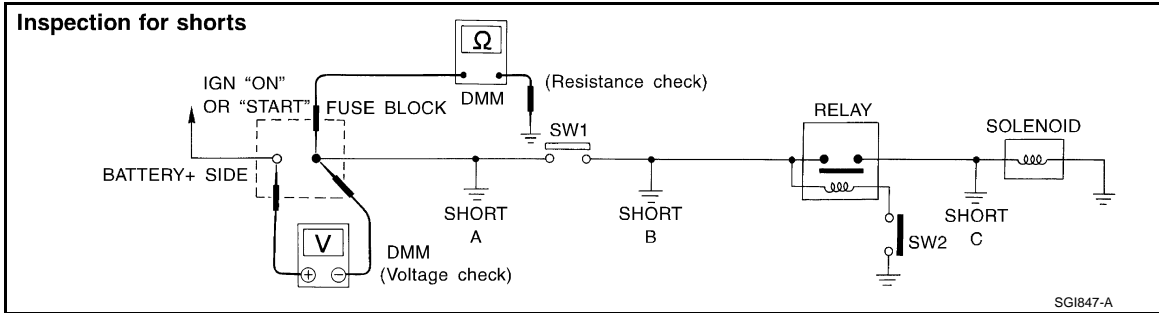 Inspection for shorts
Ω
IGN “ON”
OR “START”
FUSE BLOCK
DMM
(Resistance check)
SW1
RELAY
SOLENOID
BATTERY+ SIDE
SHORT
A
SHORT
B
SHORT
C
SW2
V
+ −
DMM
(Voltage check)
SGI847-A